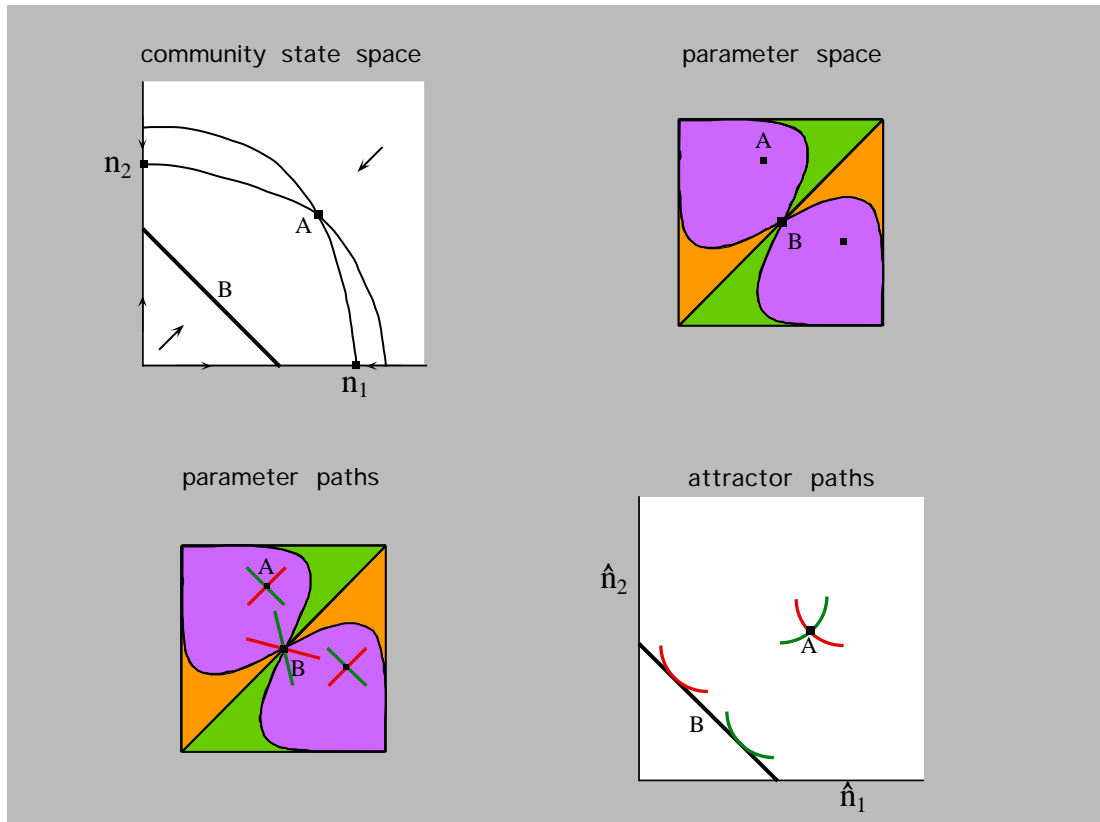 community state space
n2
A
B
n1
parameter space
A
B
parameter paths
A
B
attractor paths
n̂2
A
B
n̂1